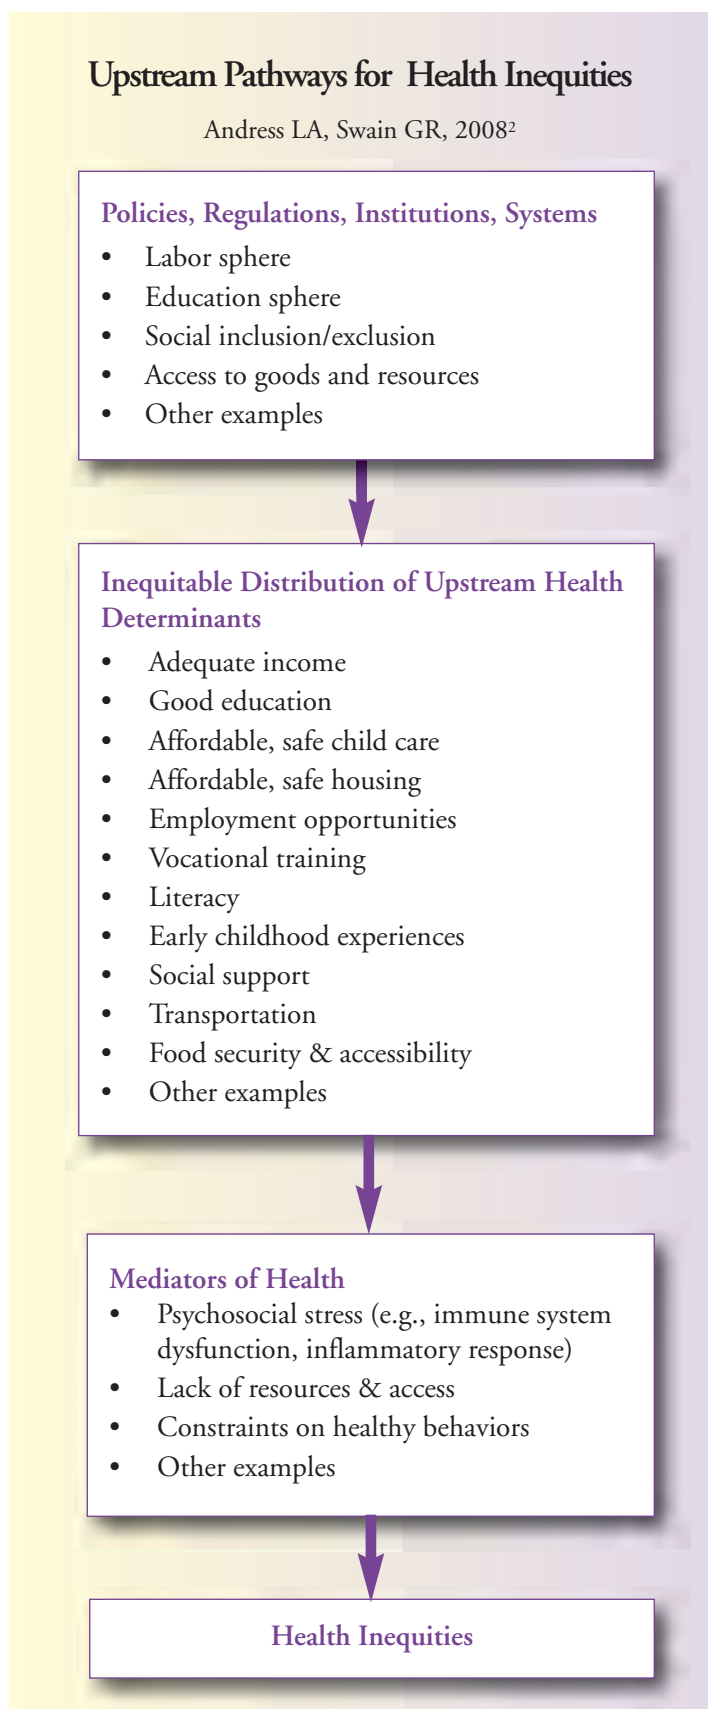 Upstream Pathways for Health Inequities
Andress LA, Swain GR, 2008²
Policies, Regulations, Institutions, Systems
• Labor sphere
• Education sphere
• Social inclusion/exclusion
• Access to goods and resources
• Other examples
Inequitable Distribution of Upstream Health
Determinants
• Adequate income
• Good education
• Affordable, safe child care
• Affordable, safe housing
• Employment opportunities
• Vocational training
• Literacy
• Early childhood experiences
• Social support
• Transportation
• Food security & accessibility
• Other examples
Mediators of Health
• Psychosocial stress (e.g., immune system
dysfunction, inflammatory response)
• Lack of resources & access
• Constraints on healthy behaviors
• Other examples
Health Inequities